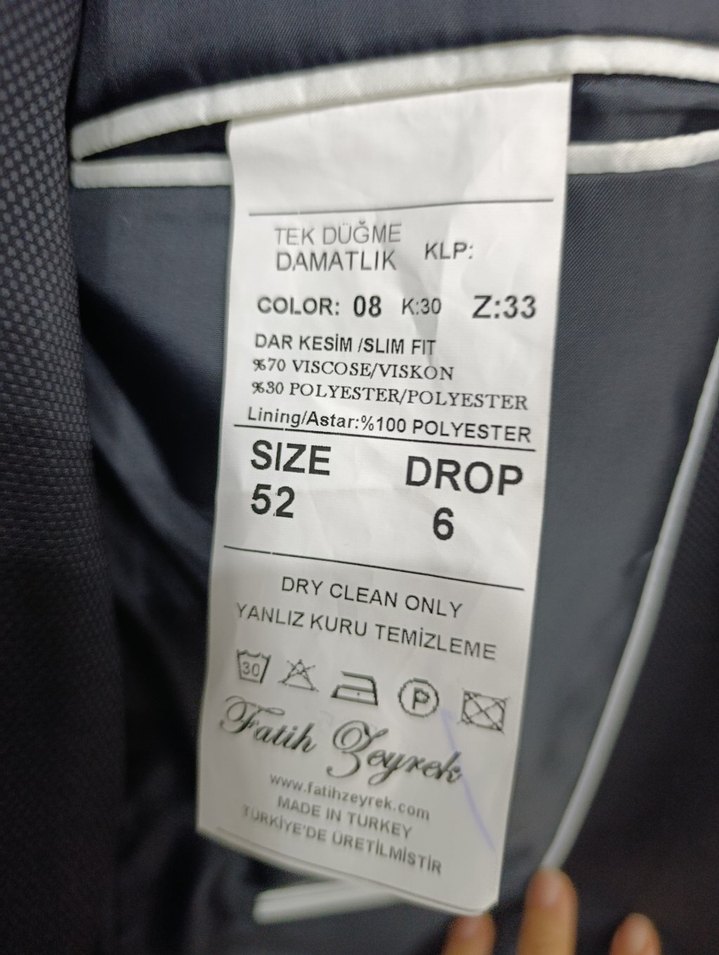 TEK DÜĞME
DAMATLIK KLP:
COLOR: 08 K:30 Z:33
DAR KESİM /SLIM FIT
%70 VISCOSE/VISKON
%30 POLYESTER/POLYESTER
Lining/Astar:%100 POLYESTER
SIZE DROP
52 6
DRY CLEAN ONLY
YANLIZ KURU TEMİZLEME
30 P
Fatih Zeyrek
www.fatihzeyrek.com
MADE IN TURKEY
TÜRKİYE'DE ÜRETİLMİSTİR